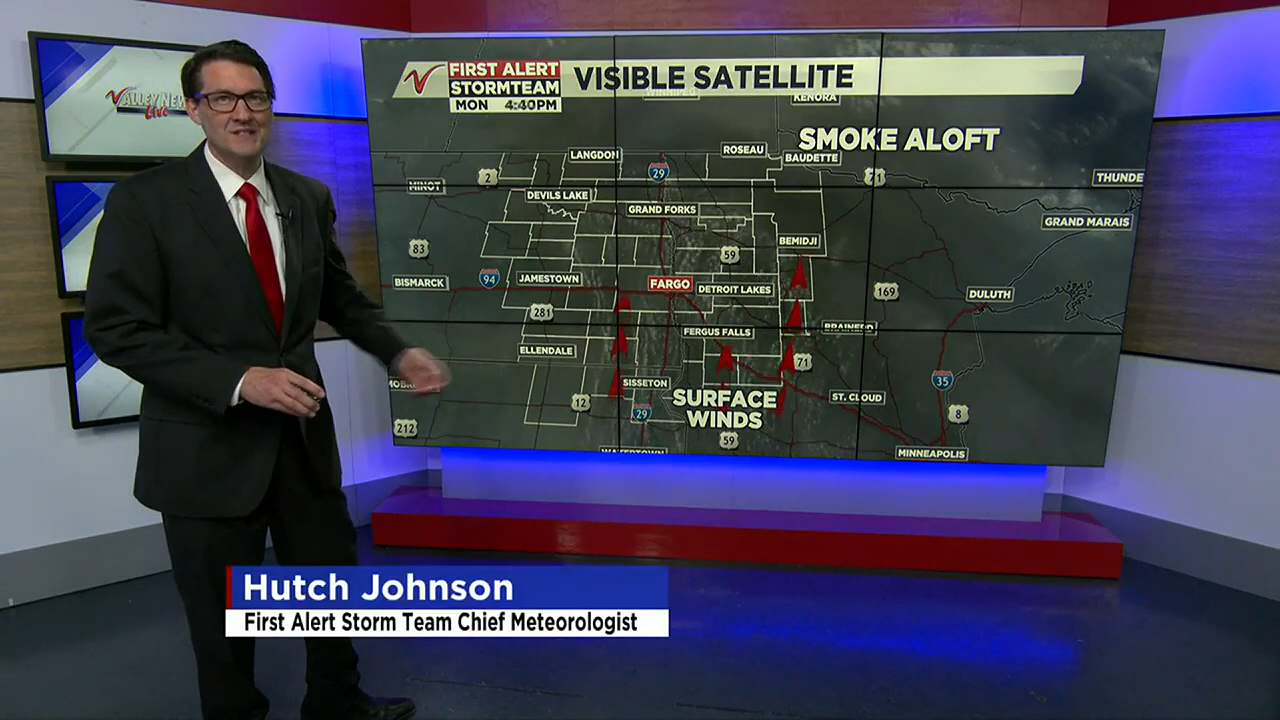 VALLEY NEWS
Live
FIRST ALERT
STORMTEAM
MON 4:40PM
VISIBLE SATELLITE
KENORA
SMOKE ALOFT
LANGDON
29
ROSEAU
BAUDETTE
MINOT
2
71
THUNDE
DEVILS LAKE
GRAND FORKS
GRAND MARAIS
83
59
BEMIDJI
BISMARCK
94
JAMESTOWN
FARGO
DETROIT LAKES
169
DULUTH
281
FERGUS FALLS
BRAINERD
ELLENDALE
71
SISSETON
35
12
29
SURFACE
WINDS
ST. CLOUD
8
212
59
WATERTOWN
MINNEAPOLIS
Hutch Johnson
First Alert Storm Team Chief Meteorologist